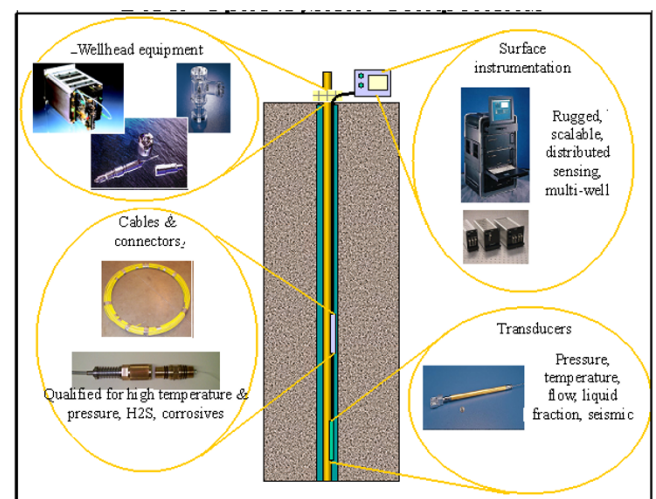 Wellhead equipment
Surface
instrumentation
Rugged,
scalable,
distributed
sensing,
multi-well
Cables &
connectors,
Qualified for high temperature &
pressure, H2S, corrosives
Transducers
Pressure,
temperature,
flow, liquid
fraction, seismic